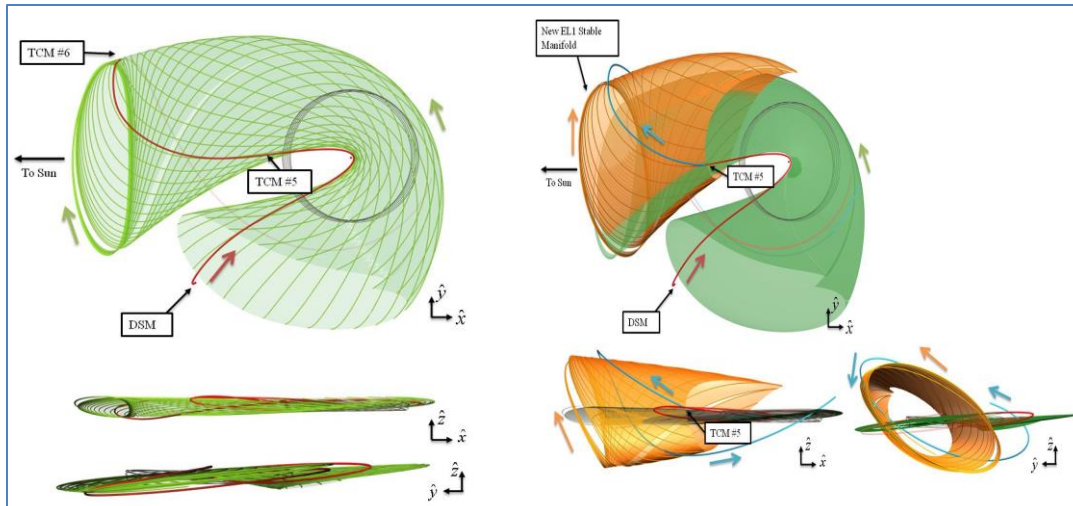 TCM #6
To Sun
TCM #5
DSM
ŷ
x̂
ẑ
x̂
ẑ
ŷ
New EL1 Stable
Manifold
To Sun
TCM #5
DSM
ŷ
x̂
TCM #5
ẑ
x̂
ẑ
ŷ